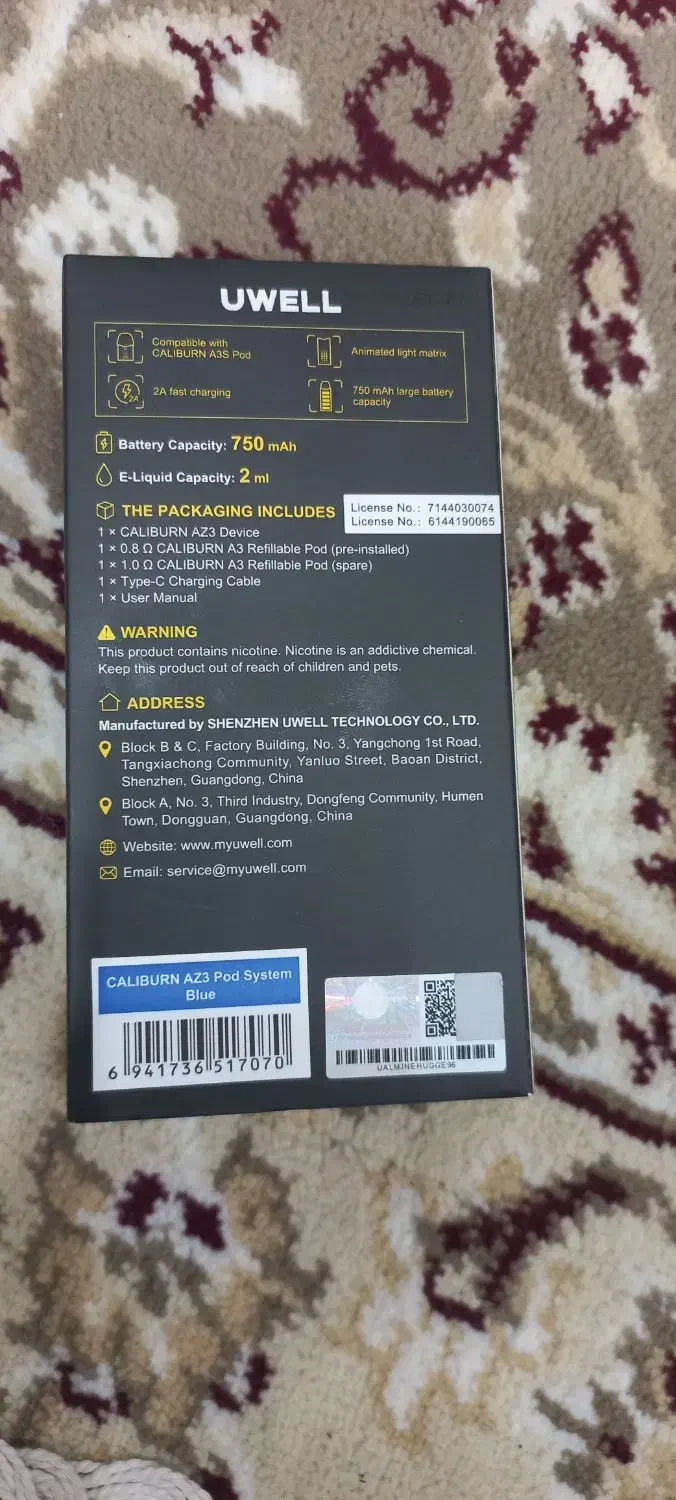 UWELL
Compatible with
CALIBURN A3S Pod
Animated light matrix
2A
2A fast charging
750 mAh large battery
capacity
Battery Capacity: 750 mAh
E-Liquid Capacity: 2 ml
THE PACKAGING INCLUDES
License No.: 7144030074
License No.: 6144190065
1 × CALIBURN AZ3 Device
1 × 0.8 Ω CALIBURN A3 Refillable Pod (pre-installed)
1 × 1.0 Ω CALIBURN A3 Refillable Pod (spare)
1 × Type-C Charging Cable
1 × User Manual
WARNING
This product contains nicotine. Nicotine is an addictive chemical.
Keep this product out of reach of children and pets.
ADDRESS
Manufactured by SHENZHEN UWELL TECHNOLOGY CO., LTD.
Block B & C, Factory Building, No. 3, Yangchong 1st Road,
Tangxiachong Community, Yanluo Street, Baoan District,
Shenzhen, Guangdong, China
Block A, No. 3, Third Industry, Dongfeng Community, Humen
Town, Dongguan, Guangdong, China
Website: www.myuwell.com
Email: service@myuwell.com
CALIBURN AZ3 Pod System
Blue
6 941736 517070
UALMJNEHUGGE96